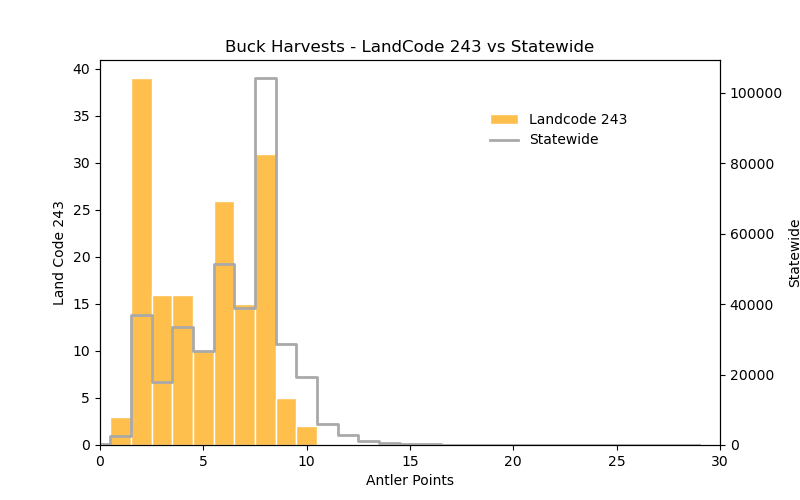 Buck Harvests - LandCode 243 vs Statewide
Landcode 243
Statewide
Land Code 243
40
35
30
25
20
15
10
5
0
100000
80000
60000
40000
20000
0
Statewide
0 5 10 15 20 25 30
Antler Points